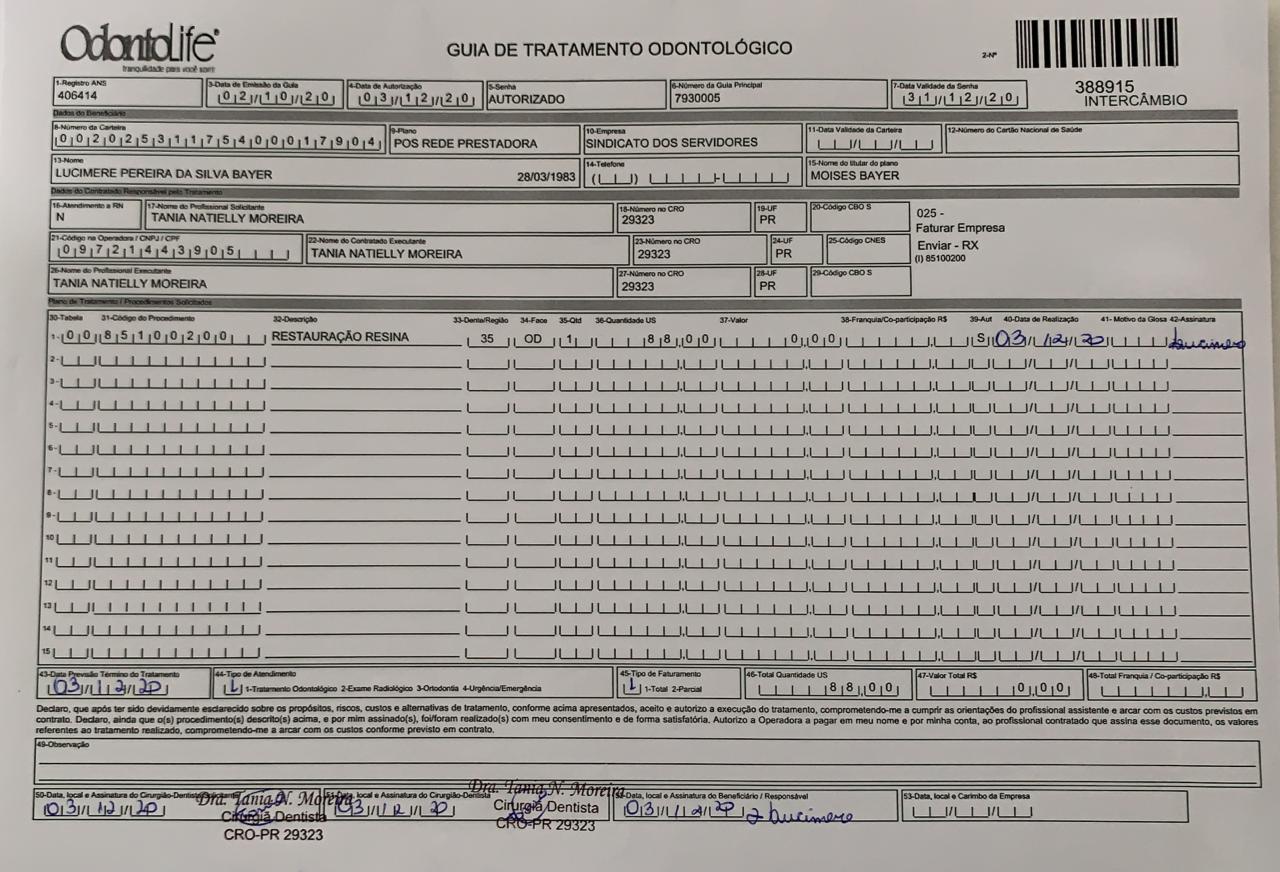 OdontoLife
tranquilidade para você sorrir
GUIA DE TRATAMENTO ODONTOLÓGICO
2-Nº
388915
INTERCÂMBIO
1-Registro ANS
406414
3-Data de Emissão da Guia
02/10/20
4-Data de Autorização
03/12/20
5-Senha
AUTORIZADO
6-Número da Guia Principal
7930005
7-Data Validade da Senha
31/12/20
Dados do Beneficiário
8-Número da Carteira
00202531175400017904
9-Plano
POS REDE PRESTADORA
10-Empresa
SINDICATO DOS SERVIDORES
11-Data Validade da Carteira
12-Número do Cartão Nacional de Saúde
13-Nome
LUCIMERE PEREIRA DA SILVA BAYER 28/03/1983
14-Telefone
15-Nome do titular do plano
MOISES BAYER
Dados do Contratado Responsável pelo Tratamento
16-Atendimento a RN
N
17-Nome do Profissional Solicitante
TANIA NATIELLY MOREIRA
18-Número no CRO
29323
19-UF
PR
20-Código CBO S
025 -
Faturar Empresa
Enviar - RX
(I) 85100200
21-Código na Operadora / CNPJ / CPF
09721443905
22-Nome do Contratado Executante
TANIA NATIELLY MOREIRA
23-Número no CRO
29323
24-UF
PR
25-Código CNES
26-Nome do Profissional Executante
TANIA NATIELLY MOREIRA
27-Número no CRO
29323
28-UF
PR
29-Código CBO S
Plano de Tratamento / Procedimentos Solicitados
30-Tabela 31-Código do Procedimento 32-Descrição 33-Dente/Região 34-Face 35-Qtd 36-Quantidade US 37-Valor 38-Franquia/Co-participação R$ 39-Aut 40-Data de Realização 41- Motivo da Glosa 42-Assinatura
1- 00 85100200 RESTAURAÇÃO RESINA 35 OD 1 88,00 0,00 S 03/12/20 Lucimere
2-
3-
4-
5-
6-
7-
8-
9-
10
11
12
13
14
15
43-Data Previsão Término do Tratamento
03/12/20
44-Tipo de Atendimento
1 1-Tratamento Odontológico 2-Exame Radiológico 3-Ortodontia 4-Urgência/Emergência
45-Tipo de Faturamento
1 1-Total 2-Parcial
46-Total Quantidade US
88,00
47-Valor Total R$
0,00
48-Total Franquia / Co-participação R$
Declaro, que após ter sido devidamente esclarecido sobre os propósitos, riscos, custos e alternativas de tratamento, conforme acima apresentados, aceito e autorizo a execução do tratamento, comprometendo-me a cumprir as orientações do profissional assistente e arcar com os custos previstos em
contrato. Declaro, ainda que o(s) procedimento(s) descrito(s) acima, e por mim assinado(s), foi/foram realizado(s) com meu consentimento e de forma satisfatória. Autorizo a Operadora a pagar em meu nome e por minha conta, ao profissional contratado que assina esse documento, os valores
referentes ao tratamento realizado, comprometendo-me a arcar com os custos conforme previsto em contrato.
49-Observação
50-Data, local e Assinatura do Cirurgião-Dentista Solicitante
03/12/20
Dra. Tania N. Moreira
Cirurgiã Dentista
CRO-PR 29323
51-Data, local e Assinatura do Cirurgião-Dentista
03/12/20
Dra. Tania N. Moreira
Cirurgiã Dentista
CRO-PR 29323
52-Data, local e Assinatura do Beneficiário / Responsável
03/12/20 Lucimere
53-Data, local e Carimbo da Empresa